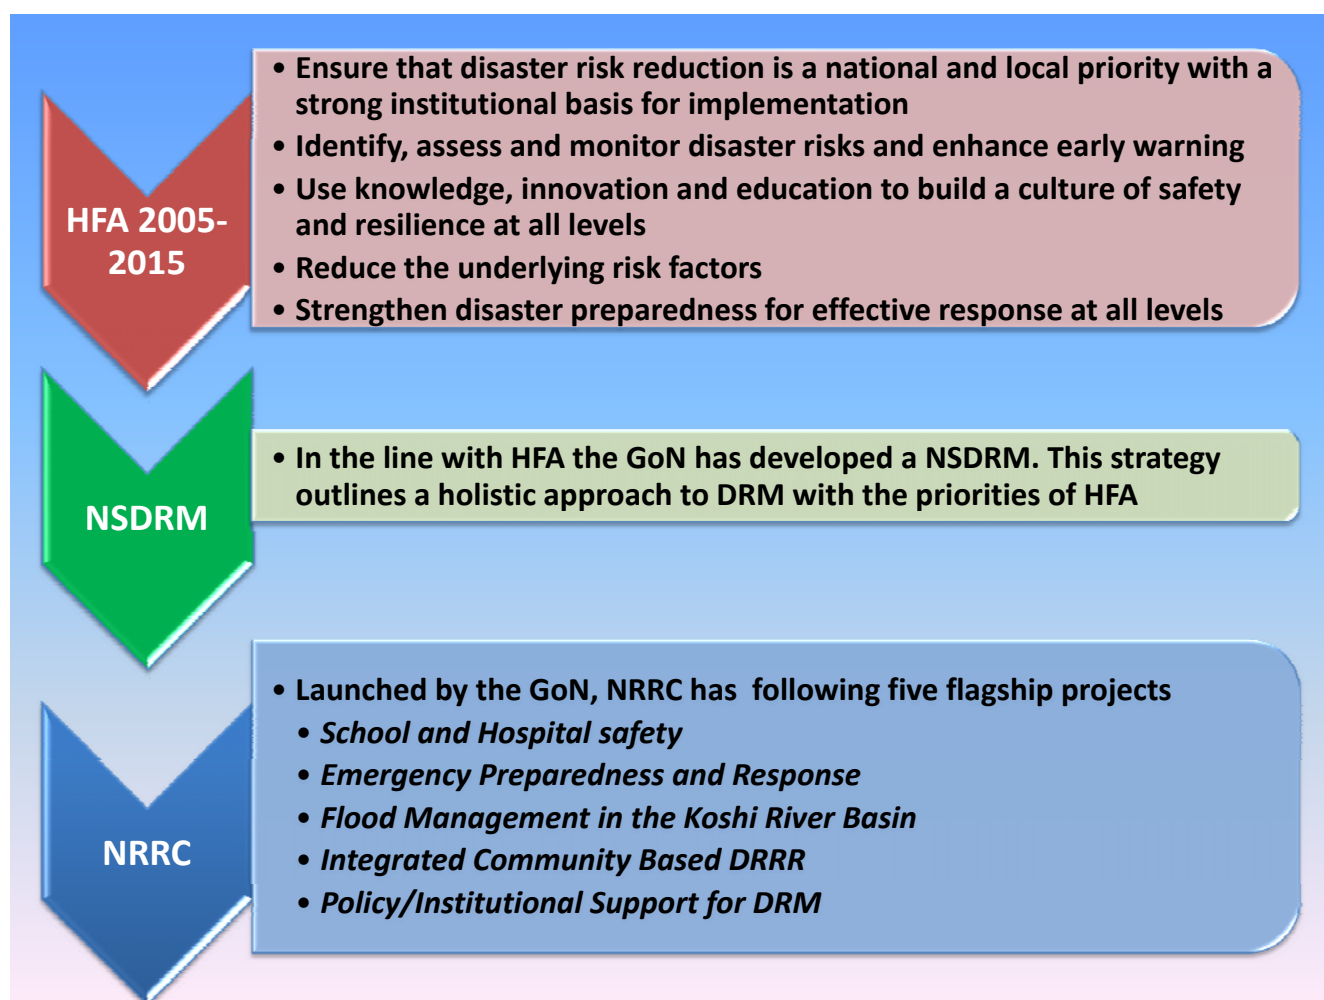 • Ensure that disaster risk reduction is a national and local priority with a
strong institutional basis for implementation
• Identify, assess and monitor disaster risks and enhance early warning
• Use knowledge, innovation and education to build a culture of safety
and resilience at all levels
• Reduce the underlying risk factors
• Strengthen disaster preparedness for effective response at all levels
HFA 2005-
2015
• In the line with HFA the GoN has developed a NSDRM. This strategy
outlines a holistic approach to DRM with the priorities of HFA
NSDRM
• Launched by the GoN, NRRC has following five flagship projects
• School and Hospital safety
• Emergency Preparedness and Response
• Flood Management in the Koshi River Basin
• Integrated Community Based DRRR
• Policy/Institutional Support for DRM
NRRC